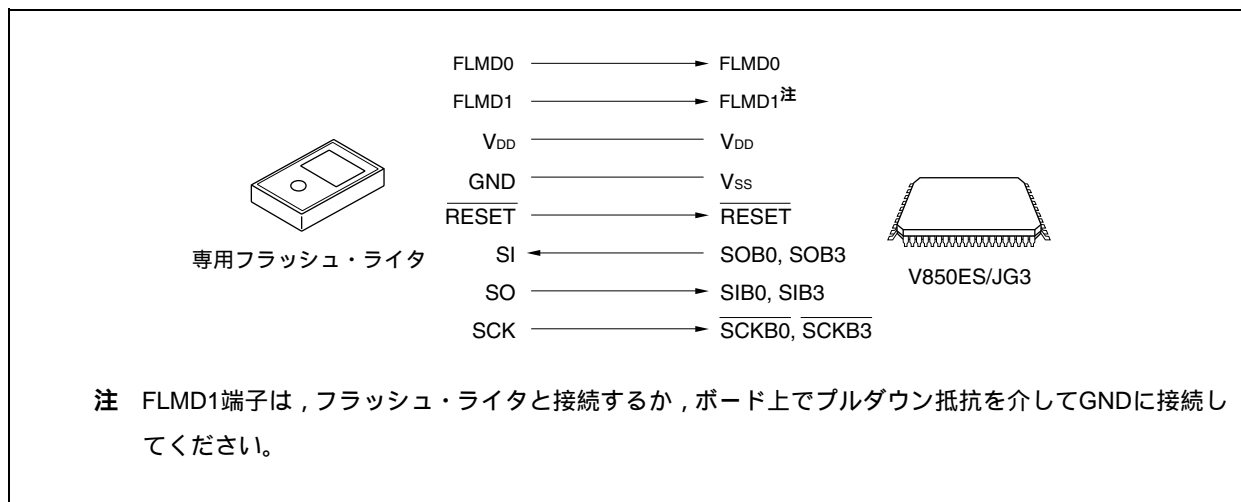 FLMD0 FLMD0
FLMD1 FLMD1注
VDD VDD
GND VSS
RESET RESET
専用フラッシュ・ライタ SI SOB0, SOB3
V850ES/JG3
SO SIB0, SIB3
SCK SCKB0, SCKB3
注 FLMD1端子は，フラッシュ・ライタと接続するか，ボード上でプルダウン抵抗を介してGNDに接続し
てください。